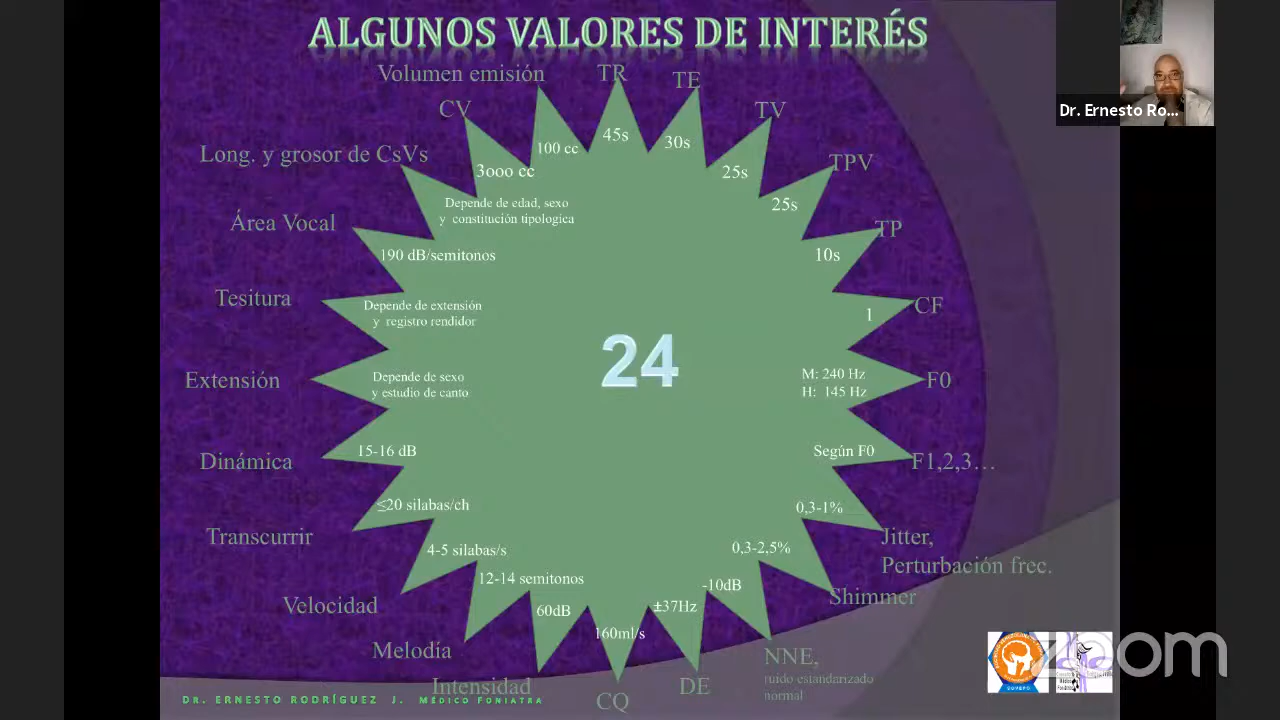 ALGUNOS VALORES DE INTERÉS
Dr. Ernesto Ro...
Volumen emisión
TR
TE
CV
TV
Long. y grosor de CsVs
TPV
Área Vocal
TP
Tesitura
CF
Extensión
F0
Dinámica
F1,2,3…
Transcurrir
Jitter,
Perturbación frec.
Velocidad
Shimmer
Melodía
NNE,
ruido estandarizado
normal
Intensidad
CQ
DE
45s
30s
25s
25s
10s
1
M: 240 Hz
H: 145 Hz
Según F0
0,3-1%
0,3-2,5%
-10dB
±37Hz
160ml/s
60dB
12-14 semitonos
4-5 silabas/s
≤20 silabas/ch
15-16 dB
Depende de sexo
y estudio de canto
Depende de extensión
y registro rendidor
190 dB/semitonos
Depende de edad, sexo
y constitución tipologica
3ooo cc
100 cc
24
DR. ERNESTO RODRÍGUEZ J. MÉDICO FONIATRA
zoom